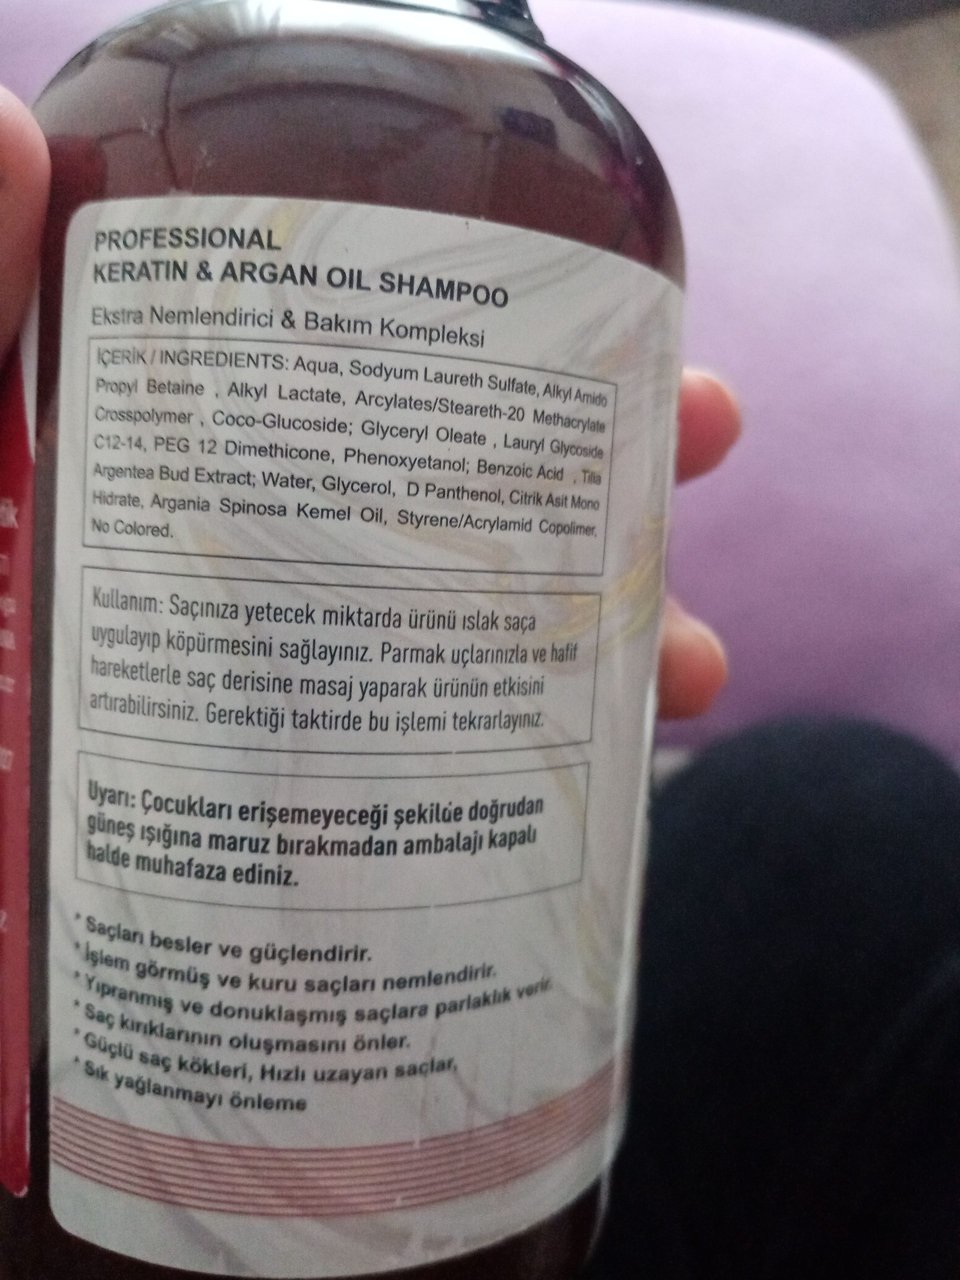 PROFESSIONAL
KERATIN & ARGAN OIL SHAMPOO
Ekstra Nemlendirici & Bakım Kompleksi
İÇERİK / INGREDIENTS: Aqua, Sodyum Laureth Sulfate, Alkyl Amido
Propyl Betaine , Alkyl Lactate, Arcylates/Steareth-20 Methacrylate
Crosspolymer , Coco-Glucoside; Glyceryl Oleate , Lauryl Glycoside
C12-14, PEG 12 Dimethicone, Phenoxyetanol; Benzoic Acid , Tilia
Argentea Bud Extract; Water, Glycerol, D Panthenol, Citrik Asit Mono
Hidrate, Argania Spinosa Kernel Oil, Styrene/Acrylamid Copolimer,
No Colored.
Kullanım: Saçınıza yetecek miktarda ürünü ıslak saça
uygulayıp köpürmesini sağlayınız. Parmak uçlarınızla ve hafif
hareketlerle saç derisine masaj yaparak ürünün etkisini
artırabilirsiniz. Gerektiği taktirde bu işlemi tekrarlayınız.
Uyarı: Çocukları erişemeyeceği şekilde doğrudan
güneş ışığına maruz bırakmadan ambalajı kapalı
halde muhafaza ediniz.
* Saçları besler ve güçlendirir.
* İşlem görmüş ve kuru saçları nemlendirir.
* Yıpranmış ve donuklaşmış saçlara parlaklık verir.
* Saç kırıklarının oluşmasını önler.
* Güçlü saç kökleri, Hızlı uzayan saçlar,
* Sık yağlanmayı önleme